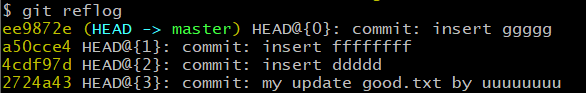 $ git reflog
ee9872e (HEAD -> master) HEAD@{0}: commit: insert ggggg
a50cce4 HEAD@{1}: commit: insert ffffffff
4cdf97d HEAD@{2}: commit: insert ddddd
2724a43 HEAD@{3}: commit: my update good.txt by uuuuuuuu